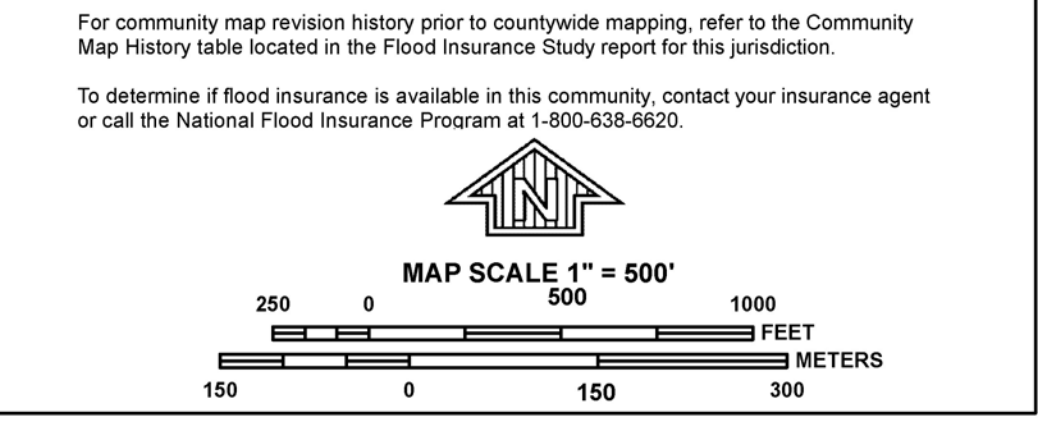 For community map revision history prior to countywide mapping, refer to the Community
Map History table located in the Flood Insurance Study report for this jurisdiction.
To determine if flood insurance is available in this community, contact your insurance agent
or call the National Flood Insurance Program at 1-800-638-6620.
N
MAP SCALE 1" = 500'
250 0 500 1000
FEET
METERS
150 0 150 300